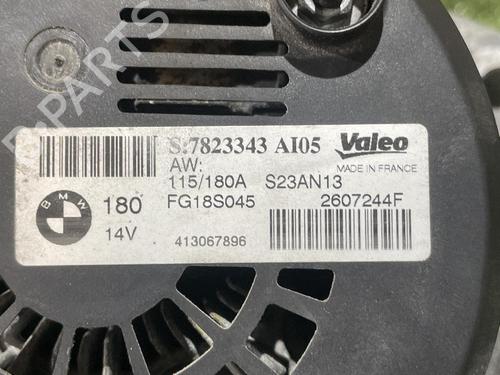 S:7823343 AI05 Valeo
AW: MADE IN FRANCE
115/180A S23AN13
BMW 180 FG18S045 2607244F
14V 413067896
PARTS